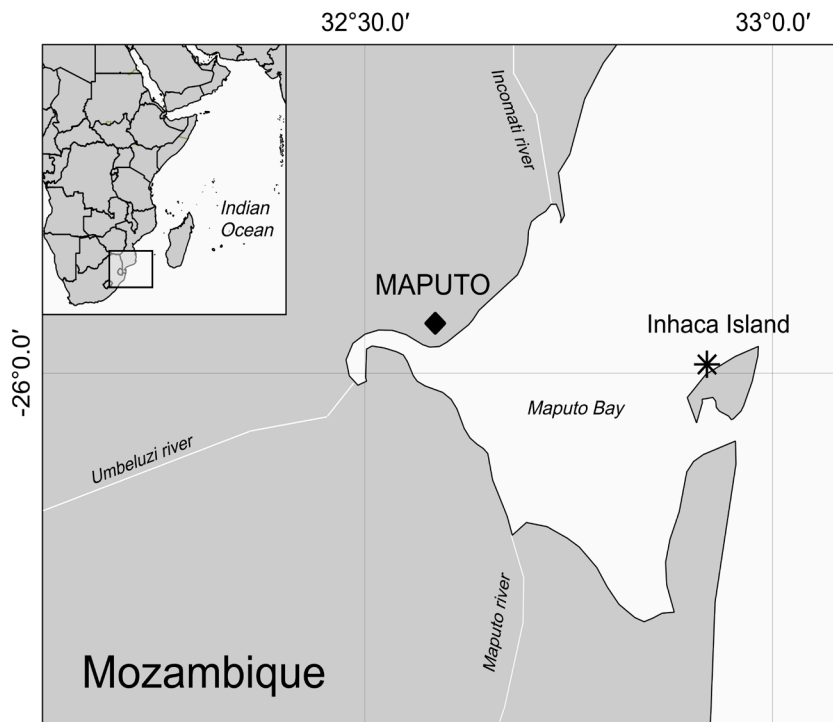 32°30.0′
33°0.0′
Incomati river
Indian
Ocean
MAPUTO
Inhaca Island
-26°0.0′
Maputo Bay
Umbeluzi river
Maputo river
Mozambique